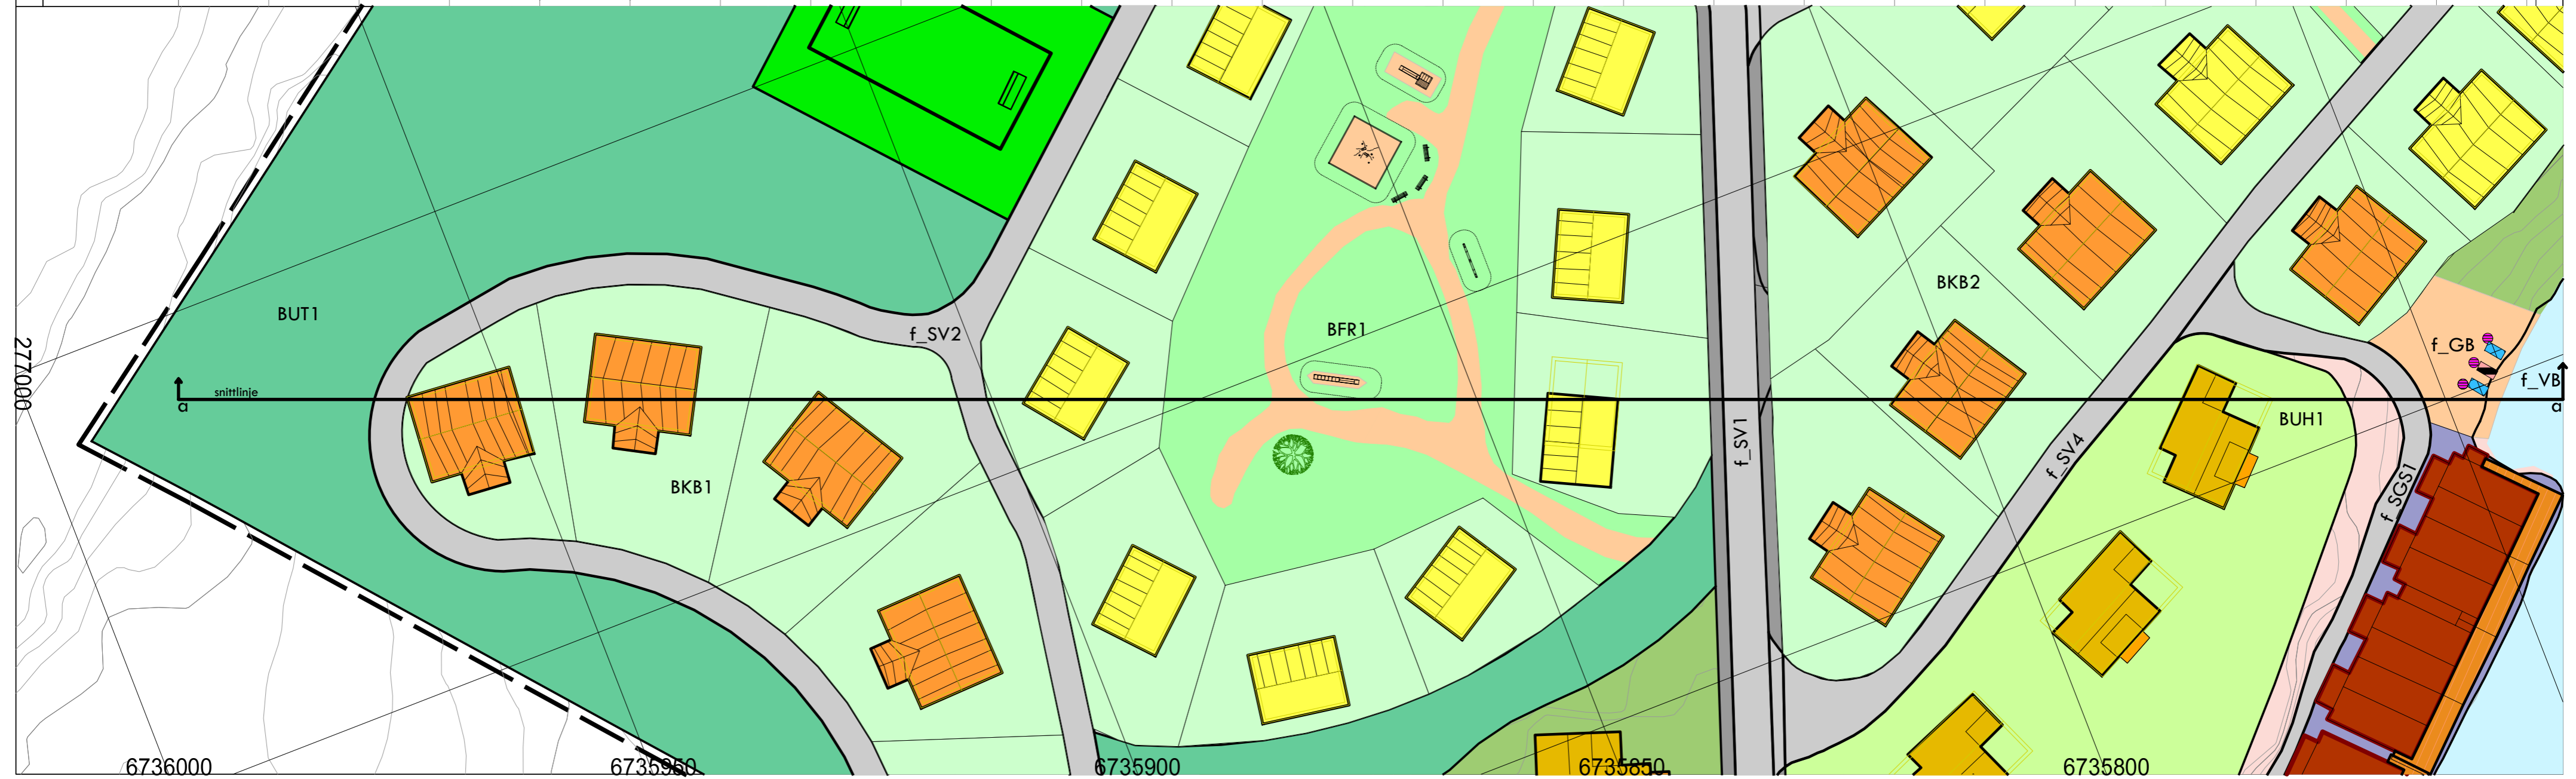 BKB2
BUT1
BFR1
f_SV2
f_GB
f_VB
277000
snittlinje
a
a
BUH1
f_SV1
f_SV4
BKB1
f_SGS1
6736000
6735950
6735900
6735850
6735800